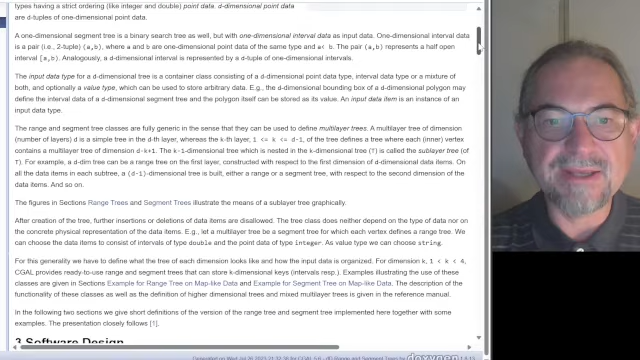 types having a strict ordering (like integer and double) point data. d-dimensional point data
are d-tuples of one-dimensional point data.
A one-dimensional segment tree is a binary search tree as well, but with one-dimensional interval data as input data. One-dimensional interval
data is a pair (i.e., 2-tuple) (a,b), where a and b are one-dimensional point data of the same type and a< b. The pair (a,b) represents a half open
interval [a,b). Analogously, a d-dimensional interval is represented by a d-tuple of one-dimensional intervals.
The input data type for a d-dimensional tree is a container class consisting of a d-dimensional point data type, interval data type or a mixture of
both, and optionally a value type, which can be used to store arbitrary data. E.g., the d-dimensional bounding box of a d-dimensional polygon may
define the interval data of a d-dimensional segment tree and the polygon itself can be stored as its value. An input data item is an instance of an
input data type.
The range and segment tree classes are fully generic in the sense that they can be used to define multilayer trees. A multilayer tree of dimension
(number of layers) d is a simple tree in the d-th layer, whereas the k-th layer, 1 <= k <= d-1, of the tree defines a tree where each (inner) vertex
contains a multilayer tree of dimension d-k+1. The k-1-dimensional tree which is nested in the k-dimensional tree (T) is called the sublayer tree (of
T). For example, a d-dim tree can be a range tree on the first layer, constructed with respect to the first dimension of d-dimensional data items. On
all the data items in each subtree, a (d-1)-dimensional tree is built, either a range or a segment tree, with respect to the second dimension of the
data items. And so on.
The figures in Sections Range Trees and Segment Trees illustrate the means of a sublayer tree graphically.
After creation of the tree, further insertions or deletions of data items are disallowed. The tree class does neither depend on the type of data nor on
the concrete physical representation of the data items. E.g., let a multilayer tree be a segment tree for which each vertex defines a range tree.
We can choose the data items to consist of intervals of type double and the point data of type integer. As value type we can choose string.
For this generality we have to define what the tree of each dimension looks like and how the input data is organized. For dimension k, 1 < k < 4,
CGAL provides ready-to-use range and segment trees that can store k-dimensional keys (intervals resp.). Examples illustrating the use of these
classes are given in Sections Example for Range Tree on Map-like Data and Example for Segment Tree on Map-like Data. The description of
the functionality of these classes as well as the definition of higher dimensional trees and mixed multilayer trees is given in the reference manual.
In the following two sections we give short definitions of the version of the range tree and segment tree implemented here together with some
examples. The presentation closely follows [1].
3 Software Design